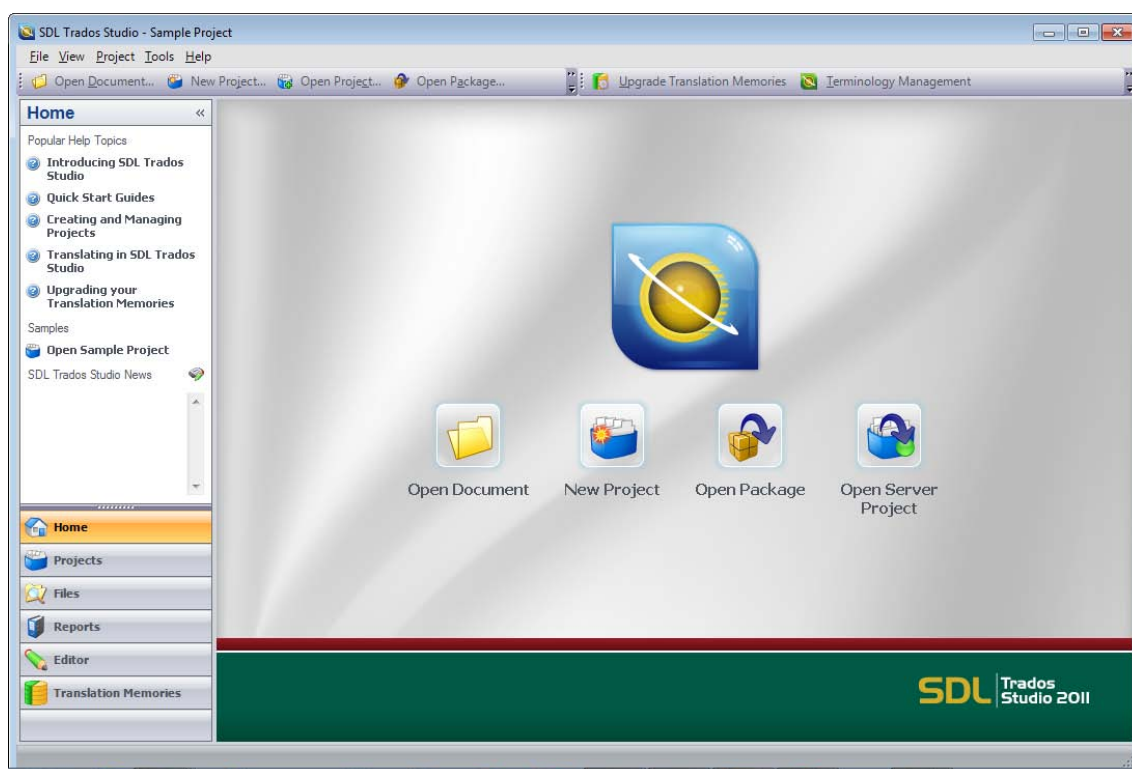 SDL Trados Studio - Sample Project
File View Project Tools Help
Open Document... New Project... Open Project... Open Package... Upgrade Translation Memories Terminology Management
Home «
Popular Help Topics
Introducing SDL Trados
Studio
Quick Start Guides
Creating and Managing
Projects
Translating in SDL Trados
Studio
Upgrading your
Translation Memories
Samples
Open Sample Project
SDL Trados Studio News
Home
Projects
Files
Reports
Editor
Translation Memories
Open Document
New Project
Open Package
Open Server
Project
SDL
Trados
Studio 2011